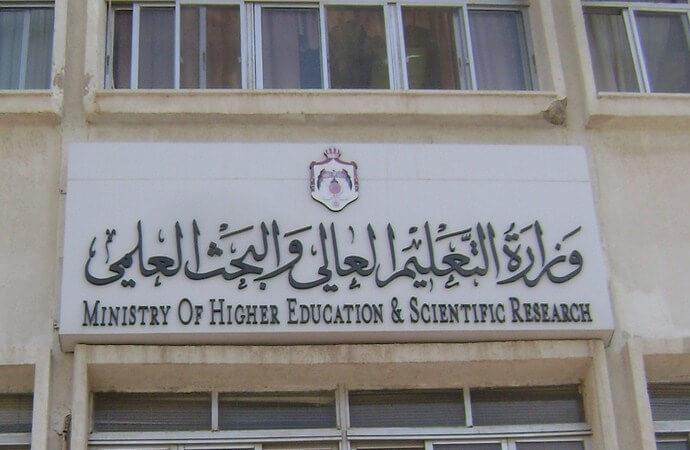 وزارة التعليم العالي والبحث العلمي
MINISTRY OF HIGHER EDUCATION & SCIENTIFIC RESEARCH